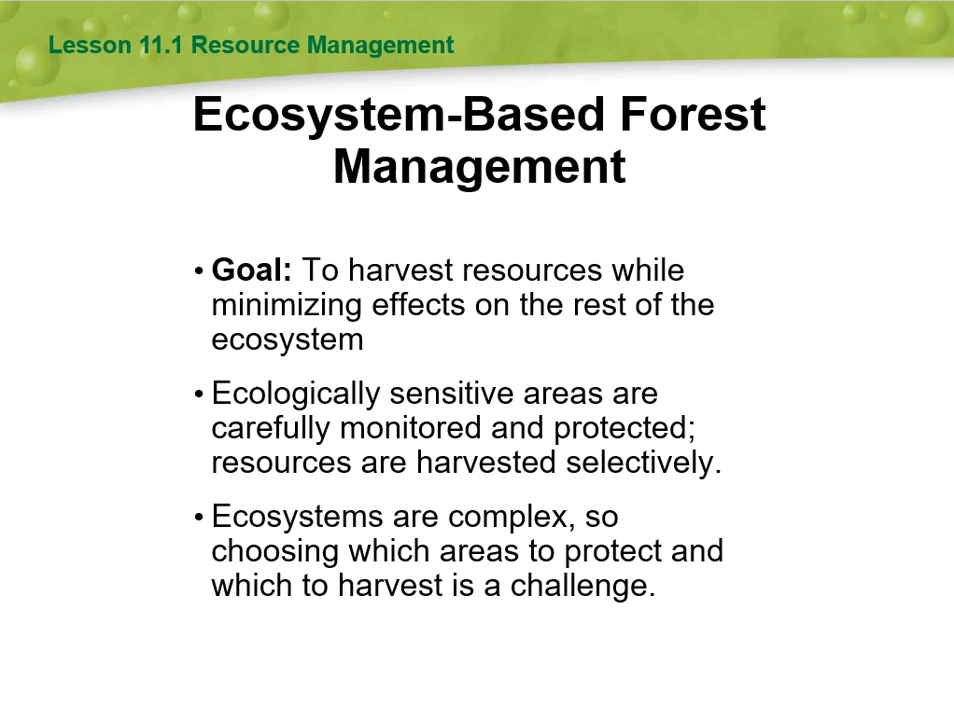 Lesson 11.1 Resource Management
Ecosystem-Based Forest
Management
• Goal: To harvest resources while
minimizing effects on the rest of the
ecosystem
• Ecologically sensitive areas are
carefully monitored and protected;
resources are harvested selectively.
• Ecosystems are complex, so
choosing which areas to protect and
which to harvest is a challenge.